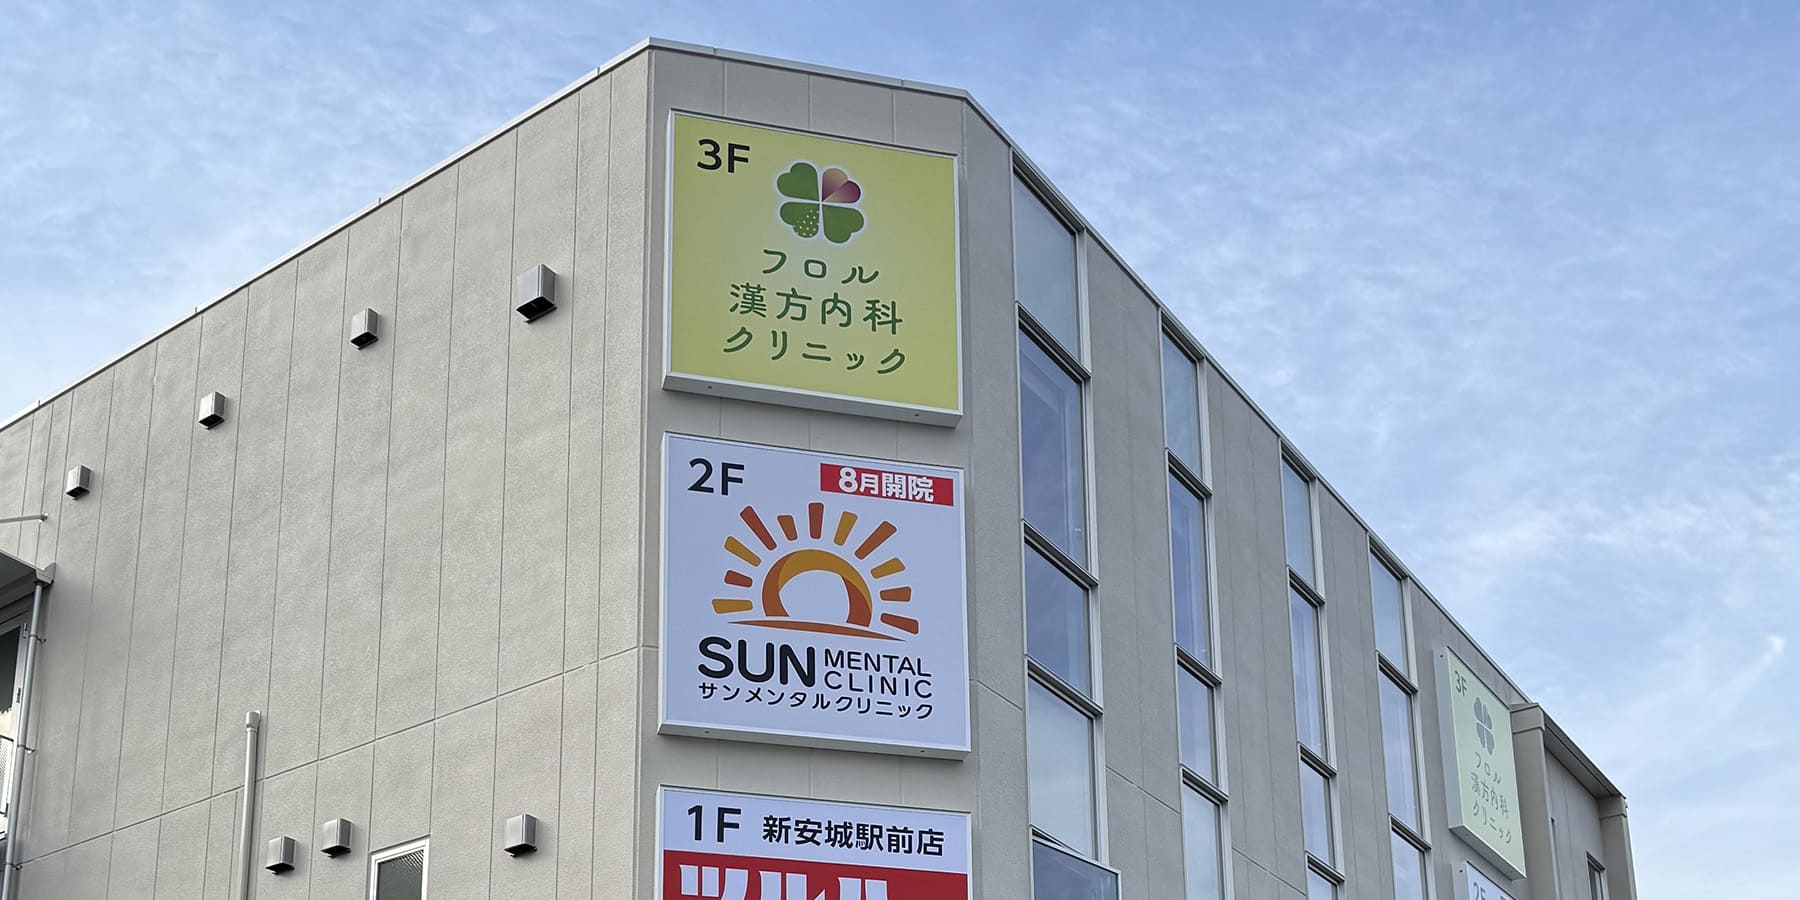 3F
フロル
漢方内科
クリニック
2F
8月開院
SUN MENTAL CLINIC
サンメンタルクリニック
1F 新安城駅前店
3F
フロル
漢方内科
クリニック
2F